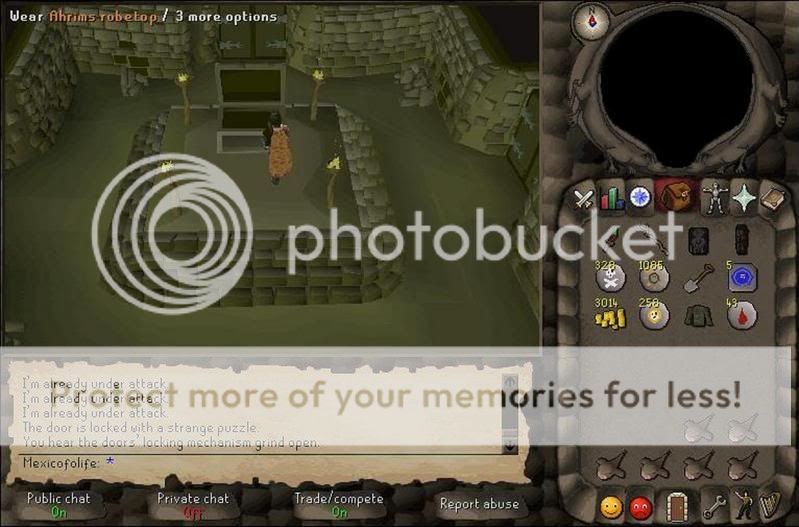 Wear Ahrims robetop / 3 more options
N
photobucket
328 1085 5
3014 250 43
Protect more of your memories for less!
I'm already under attack.
I'm already under attack.
I'm already under attack.
The door is locked with a strange puzzle.
You hear the doors' locking mechanism grind open.
Mexicofolife: *
Public chat Private chat Trade/compete Report abuse
On Off On